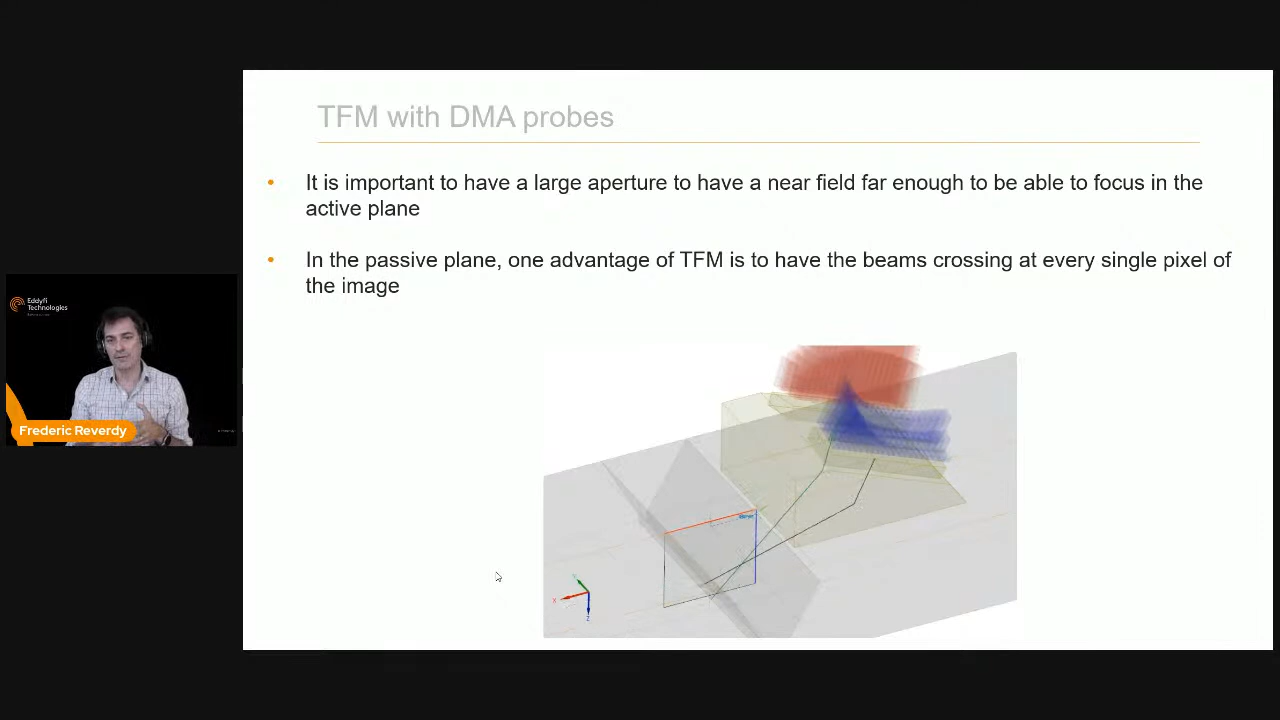 TFM with DMA probes
• It is important to have a large aperture to have a near field far enough to be able to focus in the
active plane
• In the passive plane, one advantage of TFM is to have the beams crossing at every single pixel of
the image
Eddyfi
Technologies
Frederic Reverdy
X
Z